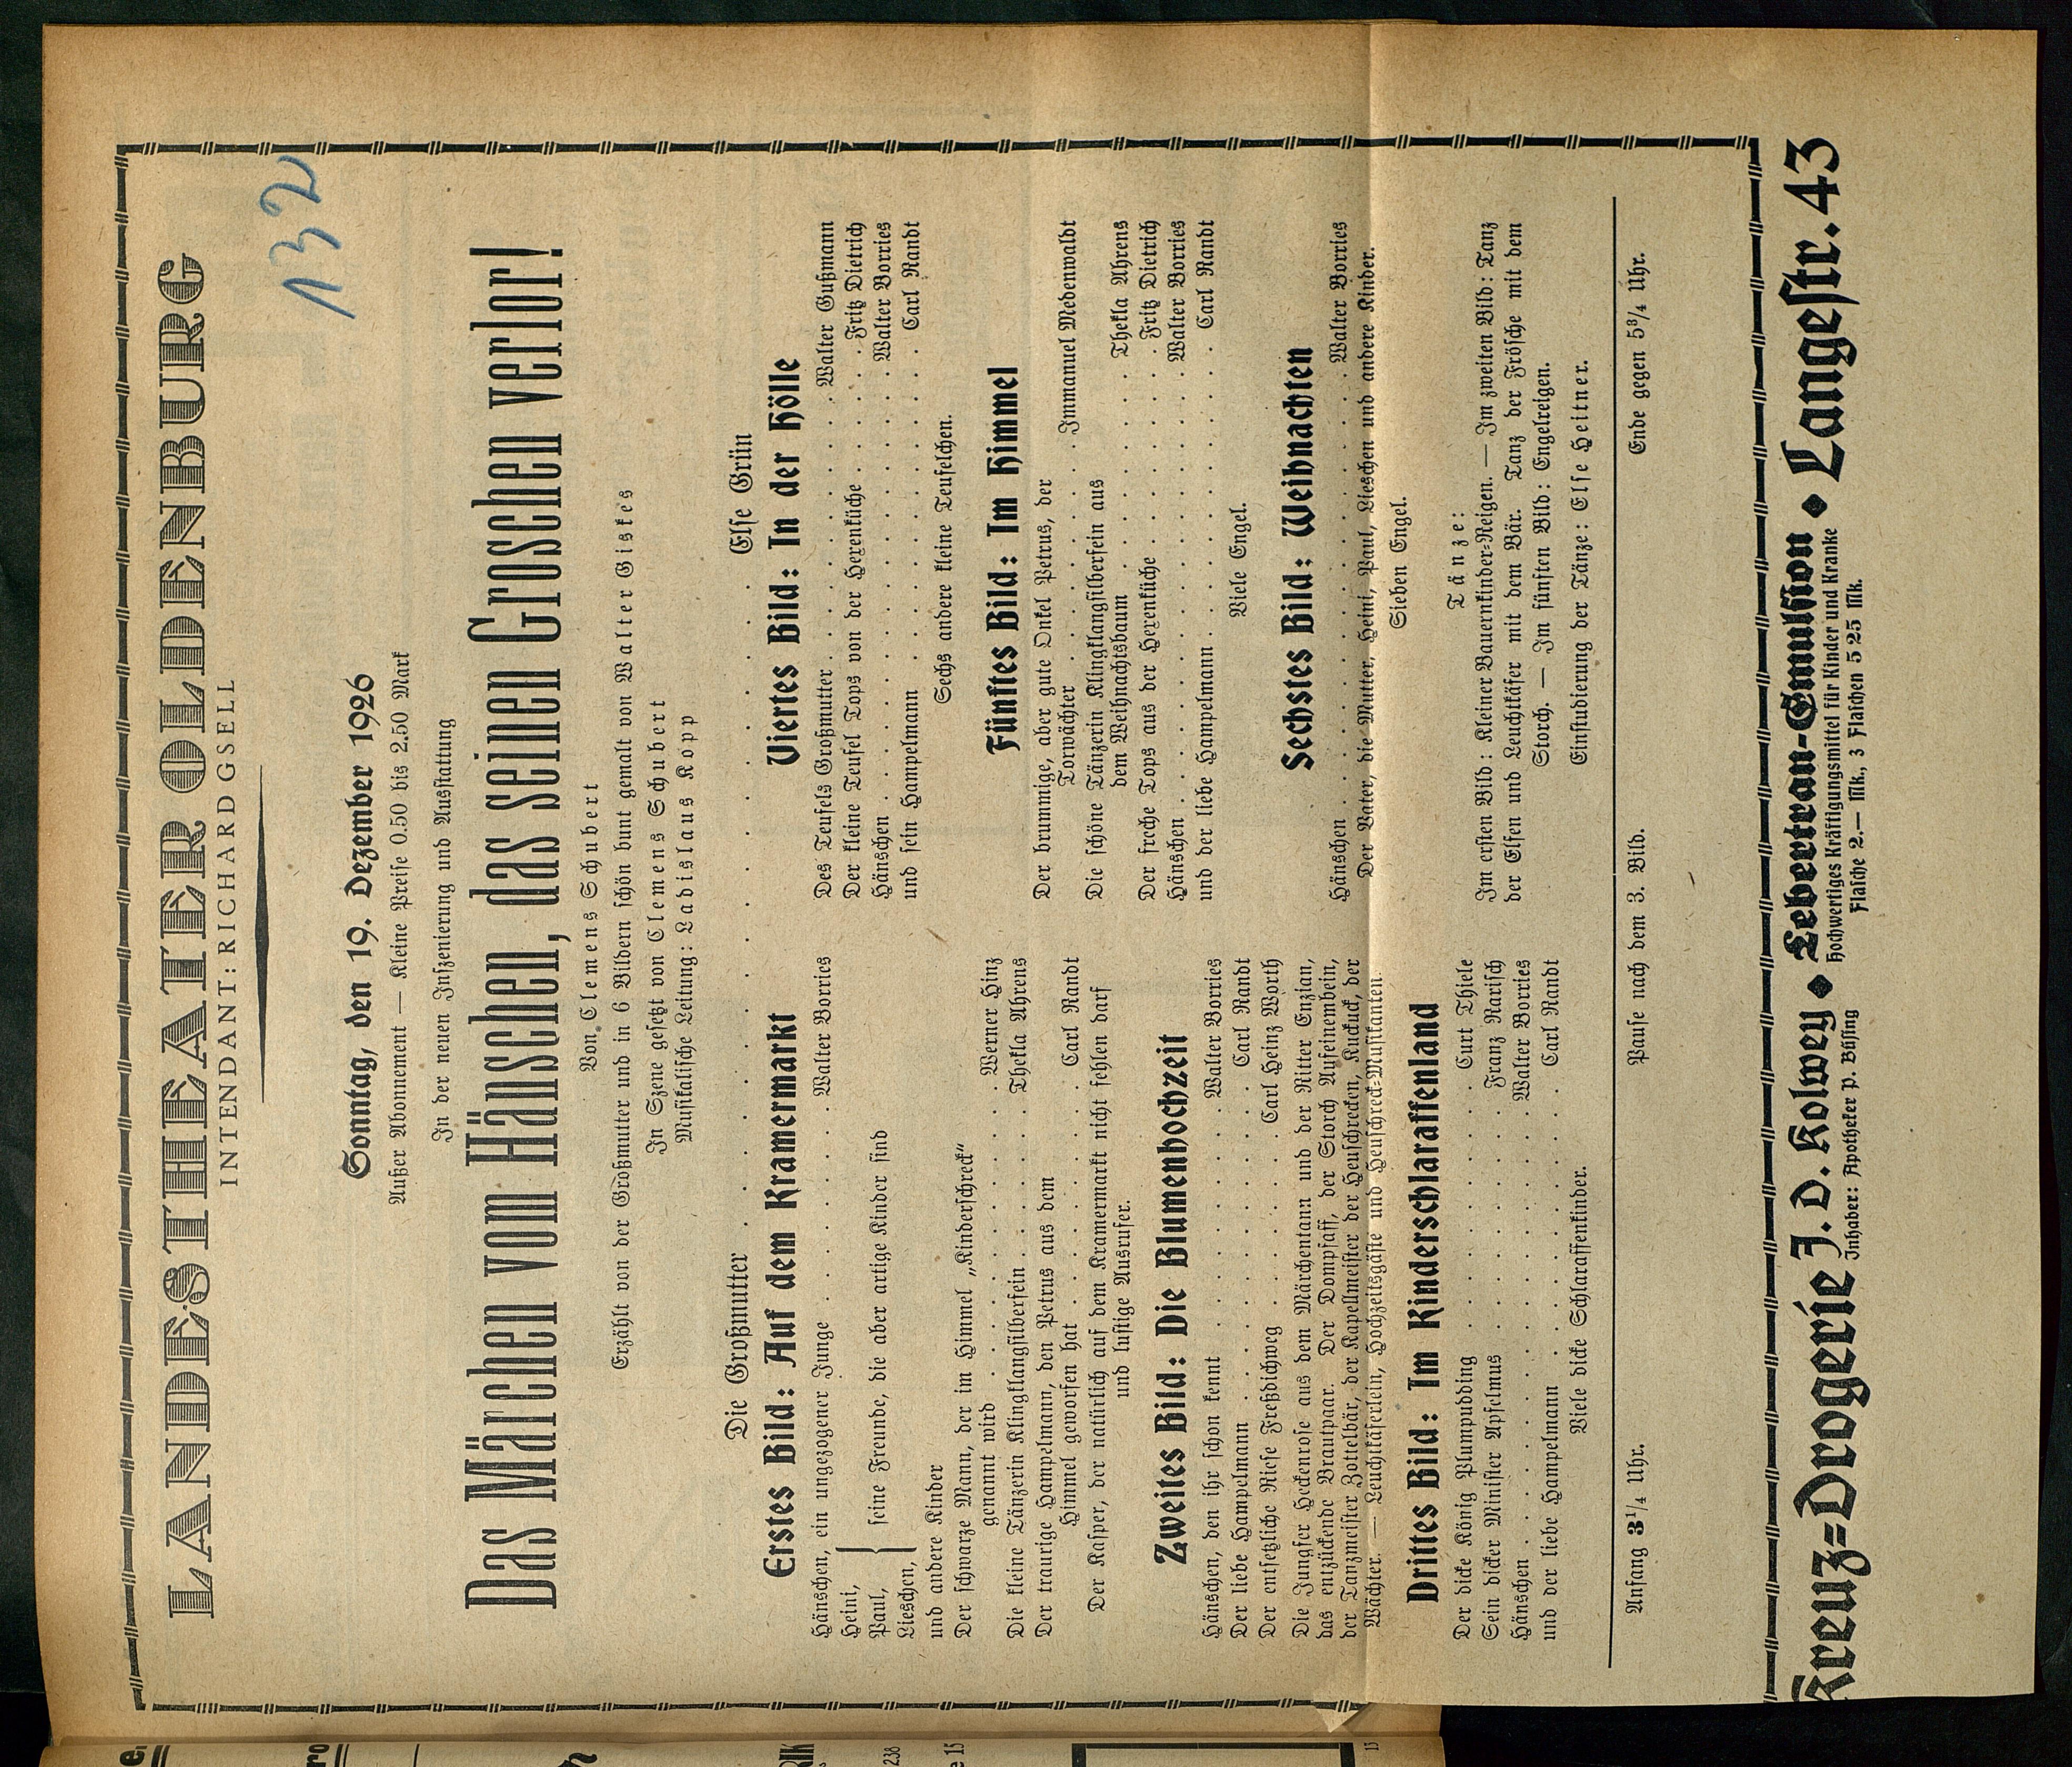 LANDESTHEATER OLDENBURG
INTENDANT: RICHARD GSELL
132
Sonntag, den 19. Dezember 1926
Außer Abonnement — Kleine Preise 0.50 bis 2.50 Mark
In der neuen Inszenierung und Ausstattung
Das Märchen vom Hänschen, das seinen Groschen verlor!
Von Clemens Schubert
Erzählt von der Großmutter und in 6 Bildern schön bunt gemalt von Walter Giskes
In Szene gesetzt von Clemens Schubert
Musikalische Leitung: Ladislaus Kopp
Die Großmutter . . . . . . . . . . Else Grün
Erstes Bild: Auf dem Kramermarkt
Hänschen, ein ungezogener Junge . . . . . . . Walter Borries
Heini,
Paul, } seine Freunde, die aber artige Kinder sind
Lieschen,
und andere Kinder
Der schwarze Mann, der im Himmel „Kinderschreck“
genannt wird . . . . . . . . . . Werner Hinz
Die kleine Tänzerin Klingklangsilberfein . . . . . Thekla Ahrens
Der traurige Hampelmann, den Petrus aus dem
Himmel geworfen hat . . . . . . . . Carl Randt
Der Kasper, der natürlich auf dem Kramermarkt nicht fehlen darf
und lustige Ausrufer.
Zweites Bild: Die Blumenhochzeit
Hänschen, den ihr schon kennt . . . . . . . Walter Borries
Der liebe Hampelmann . . . . . . . . . Carl Randt
Der entsetzliche Riese Freßdichweg . . . . . . Carl Heinz Worth
Die Jungfer Heckenrose aus dem Märchentann und der Ritter Enzian,
das entzückende Brautpaar. Der Dompfaff, der Storch Aufeinembein,
der Tanzmeister Zottelbär, der Kapellmeister der Heuschrecken, Kuckuck, der
Wächter. — Leuchtkäferlein, Hochzeitsgäste und Heuschreck-Musikanten.
Drittes Bild: Im Kinderschlaraffenland
Der dicke König Plumpudding . . . . . . . Curt Thiele
Sein dicker Minister Apfelmus . . . . . . . Franz Rarisch
Hänschen . . . . . . . . . . . . Walter Borries
und der liebe Hampelmann . . . . . . . . Carl Randt
Viele dicke Schlaraffenkinder.
Viertes Bild: In der Hölle
Des Teufels Großmutter . . . . . . . . . Walter Gußmann
Der kleine Teufel Tops von der Hexenküche . . . . . Fritz Dietrich
Hänschen . . . . . . . . . . . . Walter Borries
und sein Hampelmann . . . . . . . . . Carl Randt
Sechs andere kleine Teufelchen.
Fünftes Bild: Im Himmel
Der brummige, aber gute Onkel Petrus, der
Torwächter . . . . . . . . . . Immanuel Medenwaldt
Die schöne Tänzerin Klingklangsilberfein aus
dem Weihnachtsbaum . . . . . . . . Thekla Ahrens
Der freche Tops aus der Hexenküche . . . . . . Fritz Dietrich
Hänschen . . . . . . . . . . . . Walter Borries
und der liebe Hampelmann . . . . . . . . Carl Randt
Viele Engel.
Sechstes Bild: Weihnachten
Hänschen . . . . . . . . . . . . Walter Borries
Der Vater, die Mutter, Heini, Paul, Lieschen und andere Kinder.
Sieben Engel.
Tänze:
Im ersten Bild: Kleiner Bauernkinder-Reigen. — Im zweiten Bild: Tanz
der Elfen und Leuchtkäfer mit dem Bär. Tanz der Frösche mit dem
Storch. — Im fünften Bild: Engelreigen.
Einstudierung der Tänze: Else Heitner.
Anfang 3¼ Uhr. Pause nach dem 3. Bild. Ende gegen 5¾ Uhr.
Kreuz=Drogerie J. D. Kolwey ◆ Lebertran-Emulsion ◆ Langestr. 43
Inhaber: Apotheker P. Büsing
Hochwertiges Kräftigungsmittel für Kinder und Kranke
Flasche 2.— Mk., 3 Flaschen 5 25 Mk.